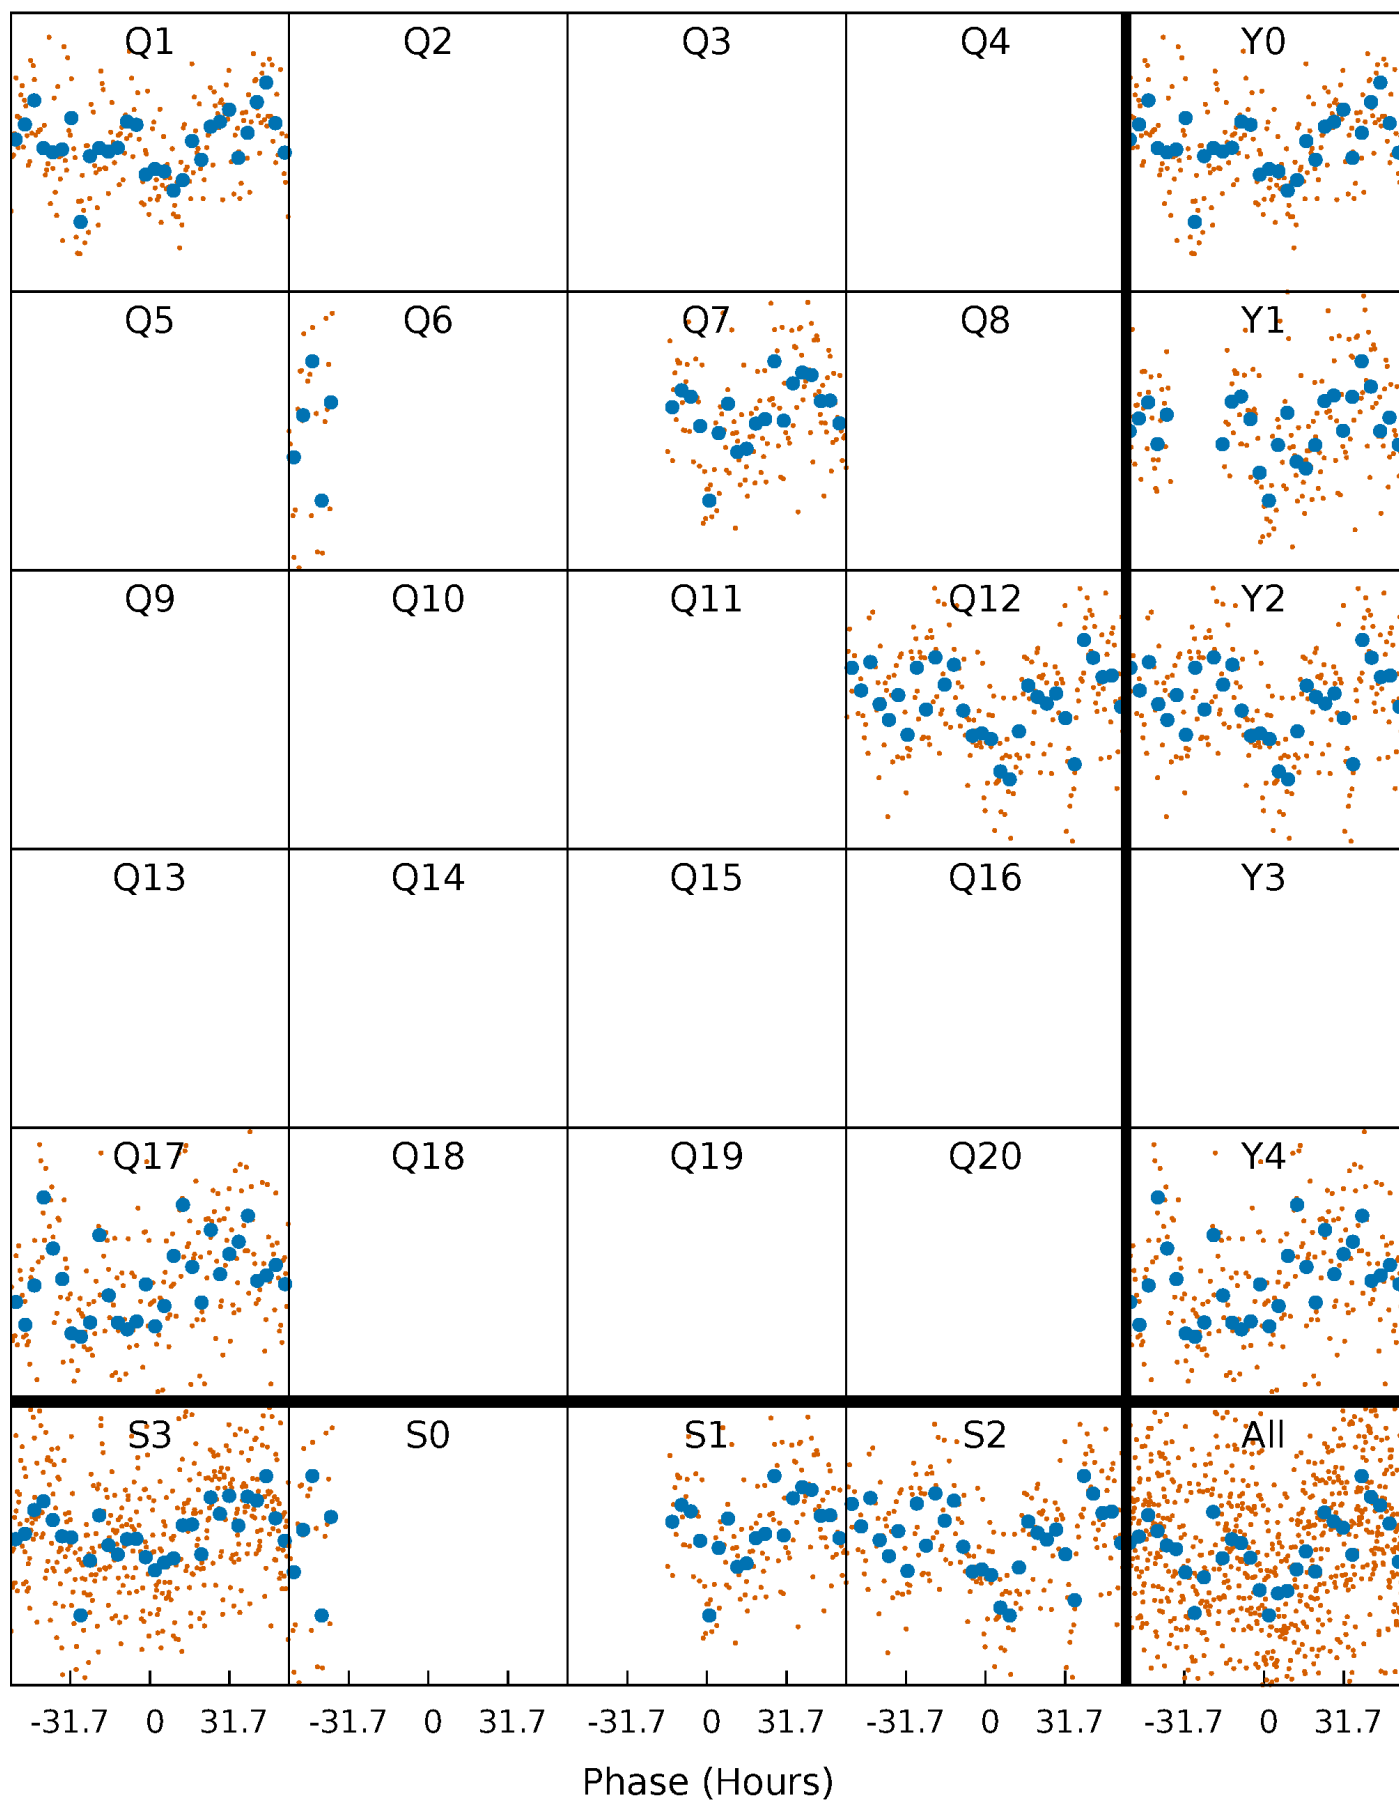 Q1 Q2 Q3 Q4 Y0
Q5 Q6 Q7 Q8 Y1
Q9 Q10 Q11 Q12 Y2
Q13 Q14 Q15 Q16 Y3
Q17 Q18 Q19 Q20 Y4
S3 S0 S1 S2 All
-31.7 0 31.7 -31.7 0 31.7 -31.7 0 31.7 -31.7 0 31.7 -31.7 0 31.7
Phase (Hours)